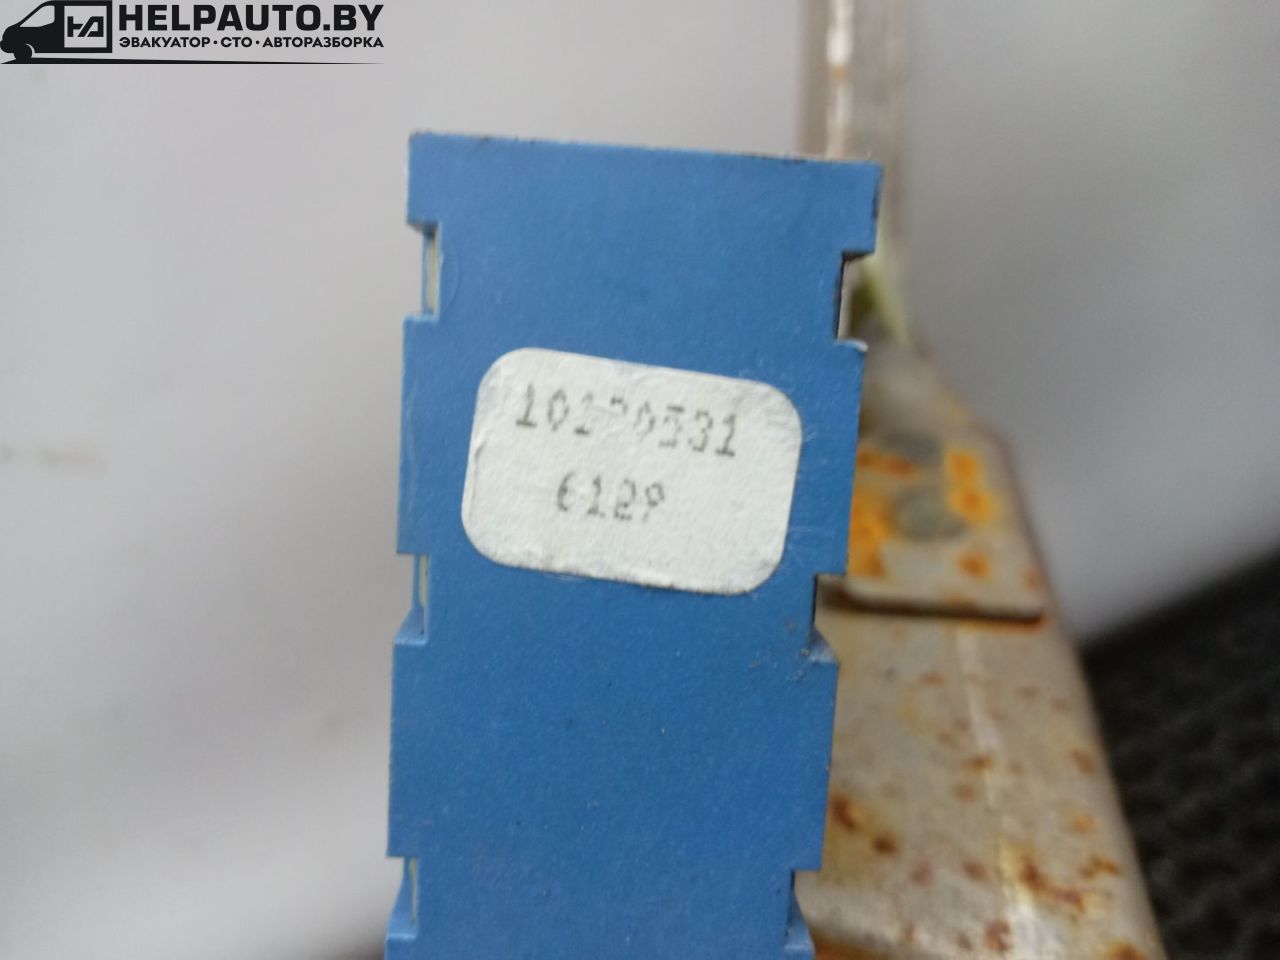 HELPAUTO.BY
ЭВАКУАТОР · СТО · АВТОРАЗБОРКА
6129